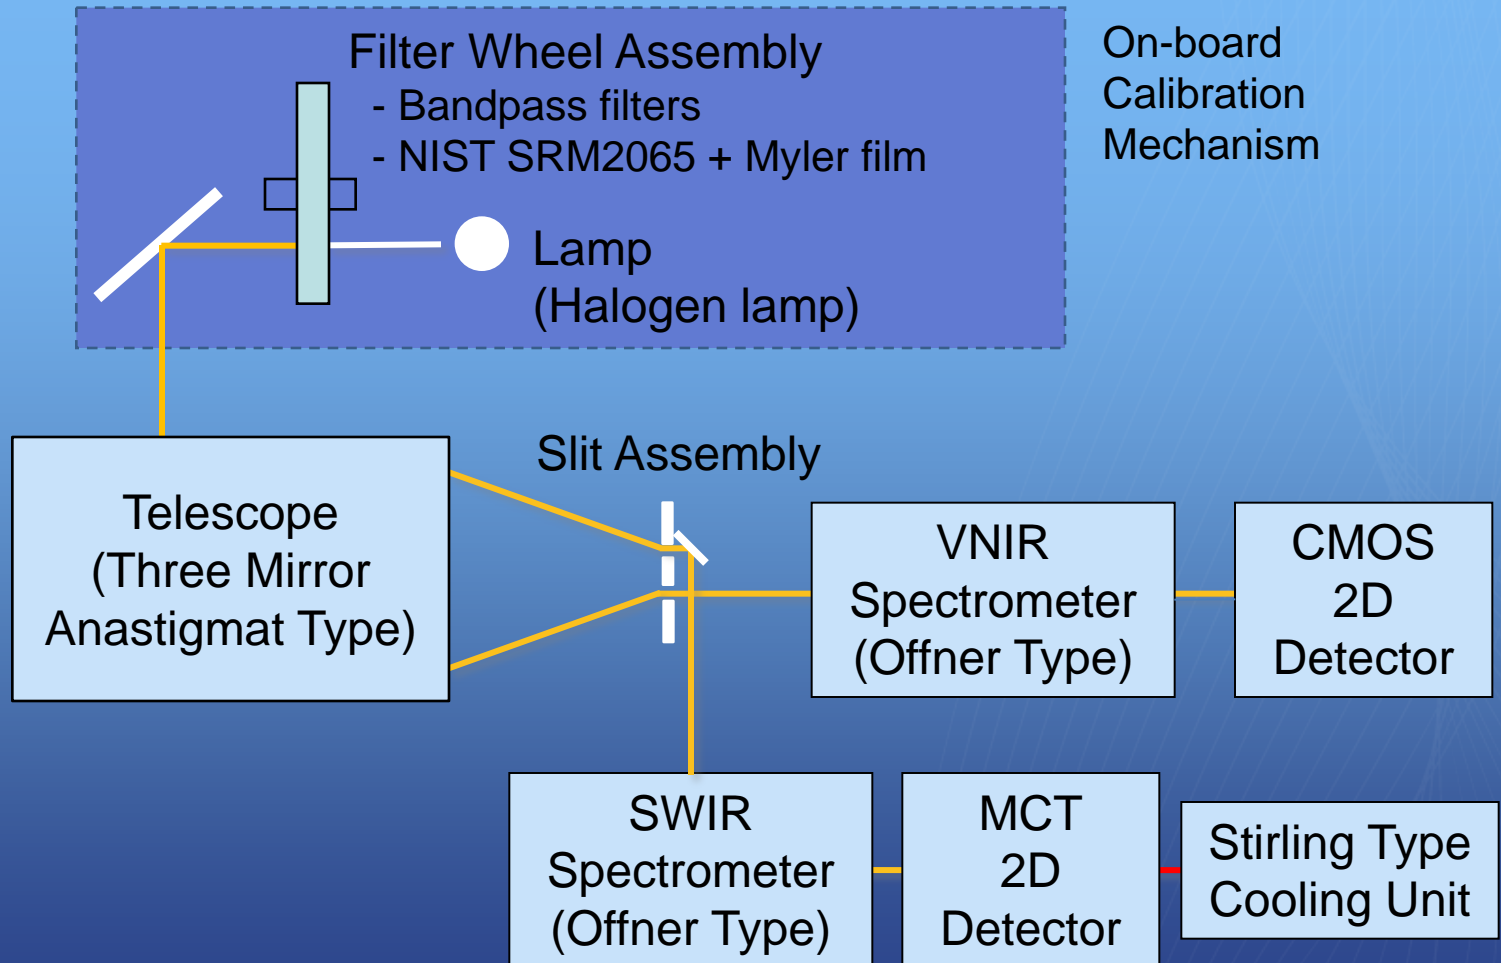 Filter Wheel Assembly
- Bandpass filters
- NIST SRM2065 + Myler film
On-board
Calibration
Mechanism
Lamp
(Halogen lamp)
Slit Assembly
Telescope
(Three Mirror
Anastigmat Type)
VNIR
Spectrometer
(Offner Type)
CMOS
2D
Detector
SWIR
Spectrometer
(Offner Type)
MCT
2D
Detector
Stirling Type
Cooling Unit